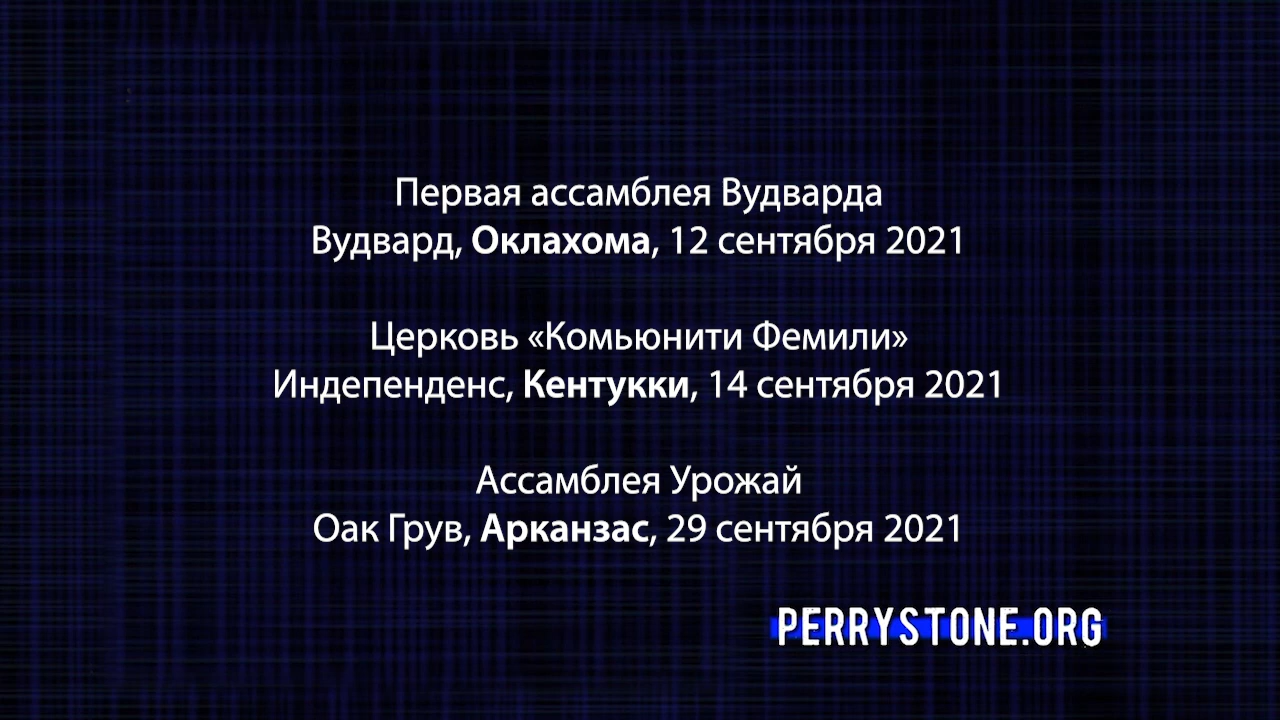 Первая ассамблея Вудварда
Вудвард, Оклахома, 12 сентября 2021
Церковь «Комьюнити Фемили»
Индепенденс, Кентукки, 14 сентября 2021
Ассамблея Урожай
Оак Грув, Арканзас, 29 сентября 2021
PERRYSTONE.ORG